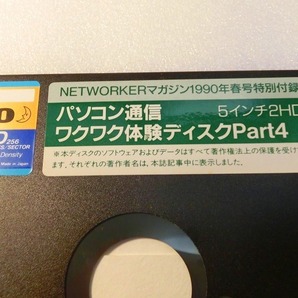 NETWORKERマガジン1990年春号特別付録
パソコン通信 5インチ2HD
ワクワク体験ディスクPart4
※本ディスクのソフトウェアおよびデータはすべて著作権法上の保護を受け
ます。それぞれの著作者名は、本誌記事中に表示しました。
D
256
ES/SECTOR
Density
Made in Japan